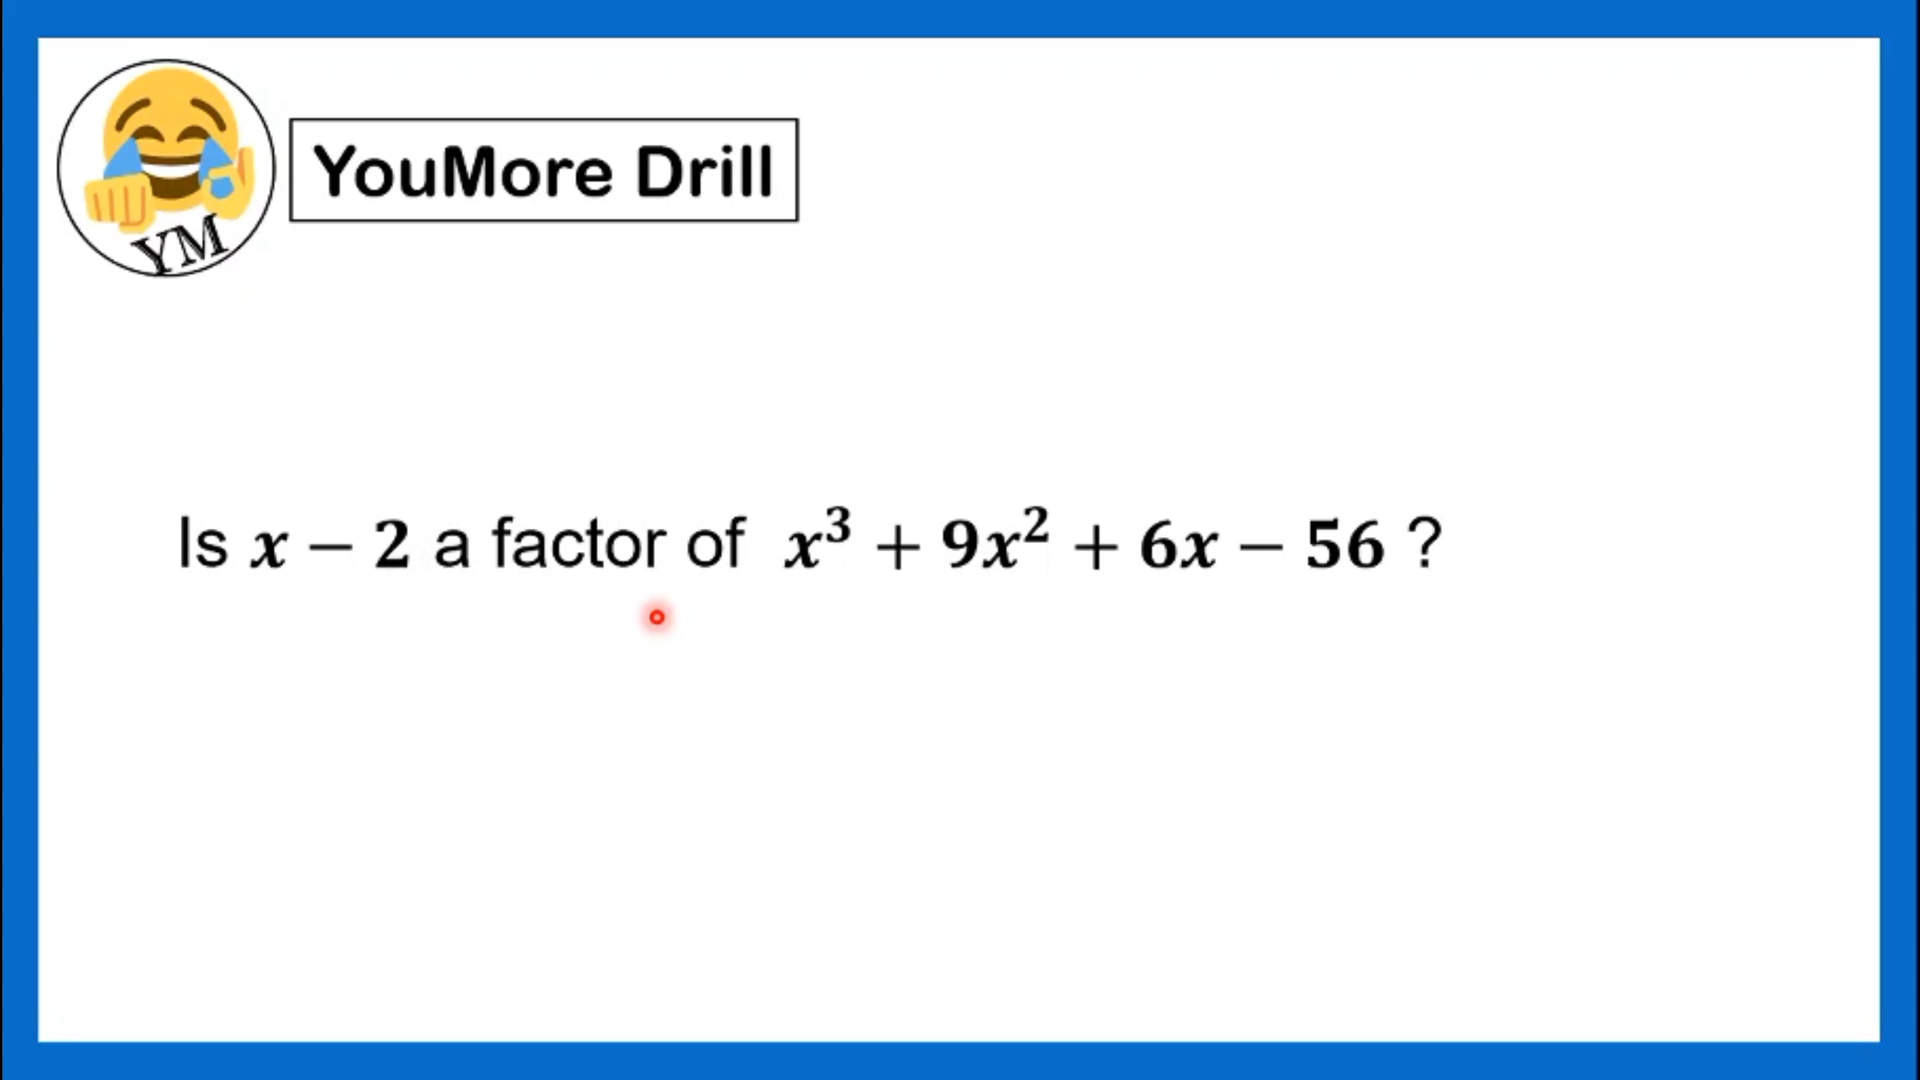 YM
YouMore Drill
Is x − 2 a factor of x³ + 9x² + 6x − 56 ?